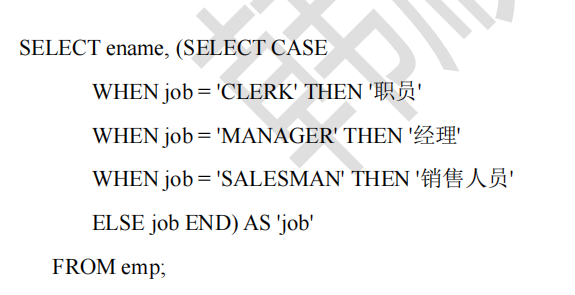 SELECT ename, (SELECT CASE
WHEN job = 'CLERK' THEN '职员'
WHEN job = 'MANAGER' THEN '经理'
WHEN job = 'SALESMAN' THEN '销售人员'
ELSE job END) AS 'job'
FROM emp;